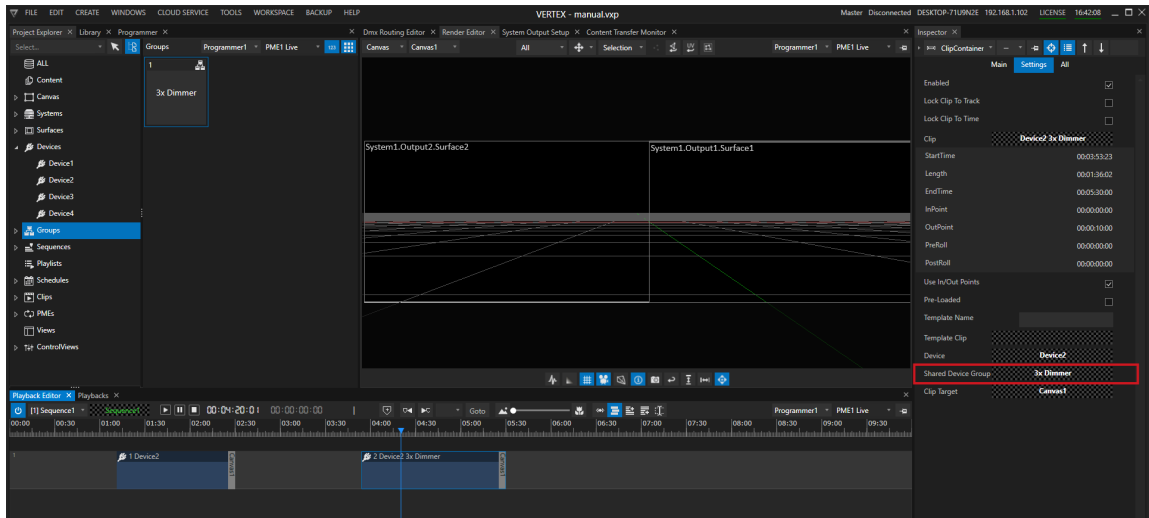 FILE EDIT CREATE WINDOWS CLOUD SERVICE TOOLS WORKSPACE BACKUP HELP VERTEX - manual.vxp Master Disconnected DESKTOP-71U9N2E 192.168.1.102 LICENSE 16:42:08
Project Explorer × Library × Programmer × Dmx Routing Editor × Render Editor × System Output Setup × Content Transfer Monitor × Inspector ×
Select... Groups Programmer1 PME1 Live 123 Canvas Canvas1 All Selection UV Programmer1 PME1 Live ClipContainer
Main Settings All
ALL
Content
Canvas
Systems
Surfaces
Devices
Device1
Device2
Device3
Device4
Groups
Sequences
Playlists
Schedules
Clips
PMEs
Views
ControlViews
1
3x Dimmer
System1.Output2.Surface2 System1.Output1.Surface1
Enabled
Lock Clip To Track
Lock Clip To Time
Clip Device2 3x Dimmer
StartTime 00:03:53:23
Length 00:01:36:02
EndTime 00:05:30:00
InPoint 00:00:00:00
OutPoint 00:00:10:00
PreRoll 00:00:00:00
PostRoll 00:00:00:00
Use In/Out Points
Pre-Loaded
Template Name
Template Clip
Device Device2
Shared Device Group 3x Dimmer
Clip Target Canvas1
Playback Editor × Playbacks ×
[1] Sequence1 Sequence1 00:04:20:01 00:00:00:00 Goto Programmer1 PME1 Live
00:00 00:30 01:00 01:30 02:00 02:30 03:00 03:30 04:00 04:30 05:00 05:30 06:00 06:30 07:00 07:30 08:00 08:30 09:00 09:30
1 1 Device2 2 Device2 3x Dimmer